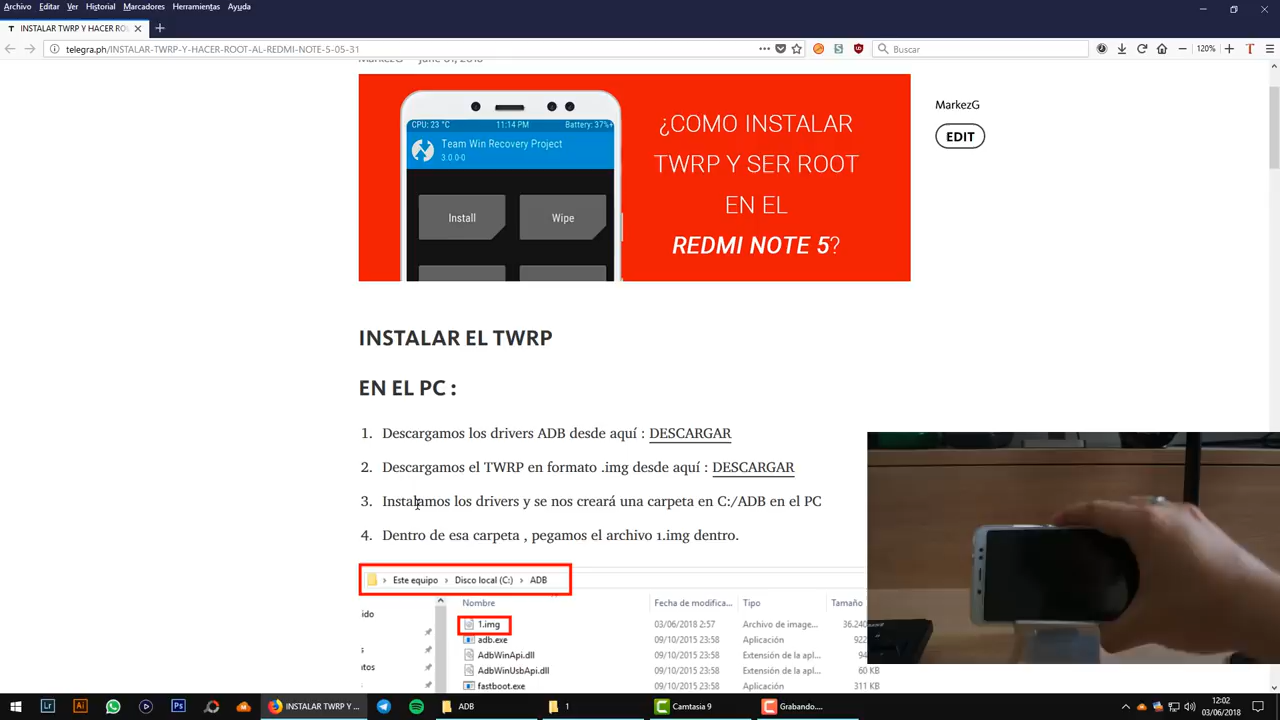 Archivo Editar Ver Historial Marcadores Herramientas Ayuda
INSTALAR TWRP Y HACER RO
telegra.ph/INSTALAR-TWRP-Y-HACER-ROOT-AL-REDMI-NOTE-5-05-31
Buscar
120%
MarkezG
CPU: 23 °C 11:14 PM Battery: 37%+
Team Win Recovery Project
3.0.0-0
Install Wipe
¿COMO INSTALAR
TWRP Y SER ROOT
EN EL
REDMI NOTE 5?
MarkezG
EDIT
INSTALAR EL TWRP
EN EL PC :
1. Descargamos los drivers ADB desde aquí : DESCARGAR
2. Descargamos el TWRP en formato .img desde aquí : DESCARGAR
3. Instalamos los drivers y se nos creará una carpeta en C:/ADB en el PC
4. Dentro de esa carpeta , pegamos el archivo 1.img dentro.
Este equipo > Disco local (C:) > ADB
Nombre Fecha de modifica... Tipo Tamaño
1.img 03/06/2018 2:57 Archivo de image... 36.240
adb.exe 09/10/2015 23:58 Aplicación 922
AdbWinApi.dll 09/10/2015 23:58 Extensión de la apl... 94
AdbWinUsbApi.dll 09/10/2015 23:58 Extensión de la apl... 60 KB
fastboot.exe 09/10/2015 23:58 Aplicación 311 KB
ido
tos
INSTALAR TWRP Y ... ADB 1 Camtasia 9 Grabando....
12:02
03/06/2018